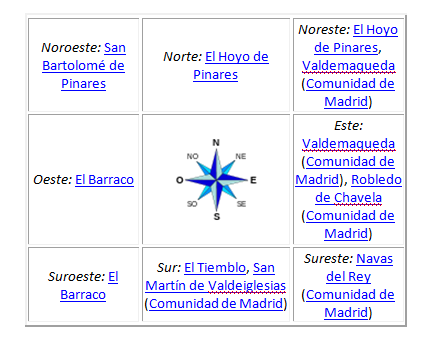 Noroeste: San
Bartolomé de
Pinares
Norte: El Hoyo de
Pinares
Noreste: El Hoyo
de Pinares,
Valdemaqueda
(Comunidad de
Madrid)
Oeste: El Barraco
N
NO
NE
O
E
SO
SE
S
Este:
Valdemaqueda
(Comunidad de
Madrid), Robledo
de Chavela
(Comunidad de
Madrid)
Suroeste: El
Barraco
Sur: El Tiemblo, San
Martín de Valdeiglesias
(Comunidad de Madrid)
Sureste: Navas
del Rey
(Comunidad de
Madrid)